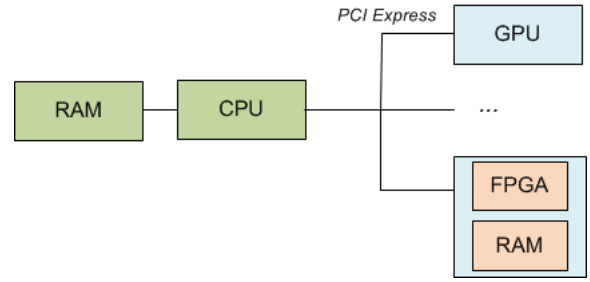 PCI Express
GPU
RAM
CPU
...
FPGA
RAM